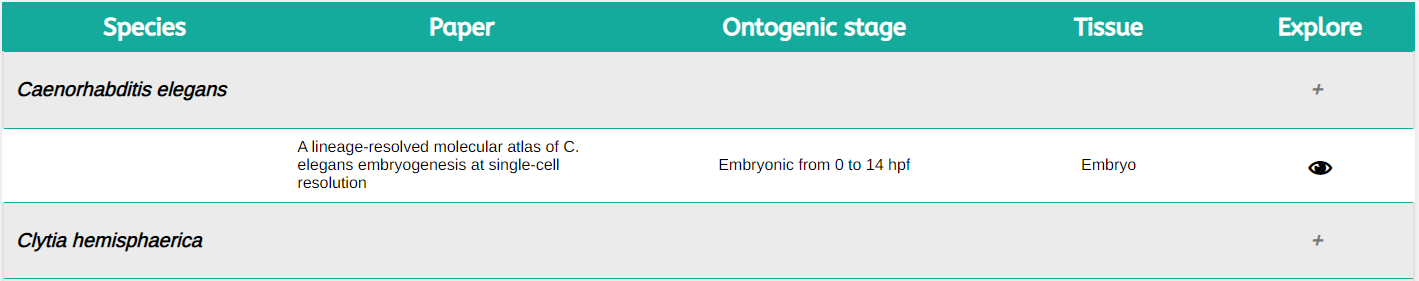 Species Paper Ontogenic stage Tissue Explore
Caenorhabditis elegans +
A lineage-resolved molecular atlas of C.
elegans embryogenesis at single-cell
resolution
Embryonic from 0 to 14 hpf
Embryo
Clytia hemisphaerica +